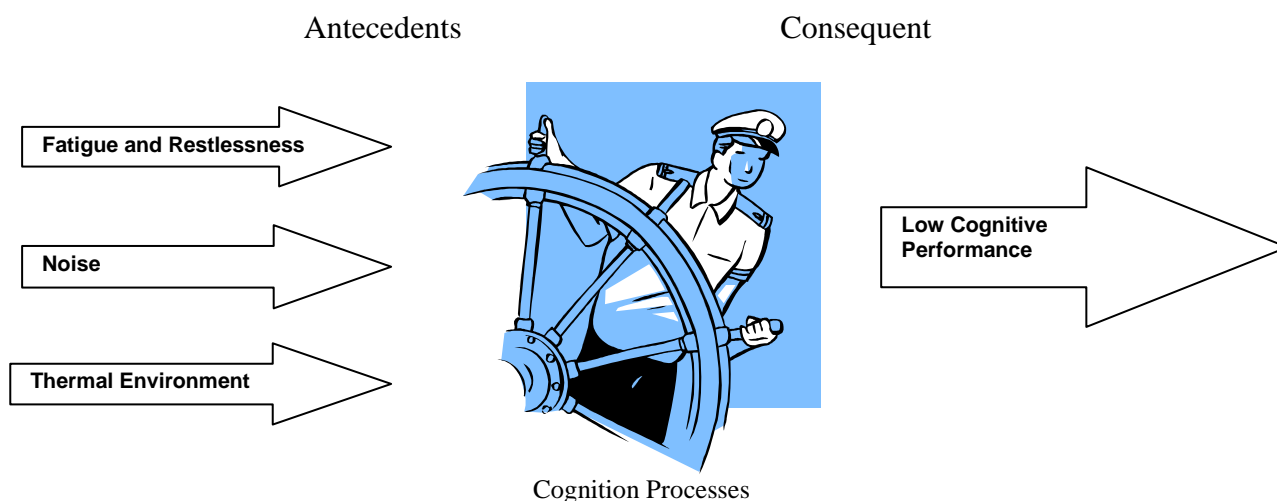 Antecedents
Consequent
Fatigue and Restlessness
Noise
Thermal Environment
Low Cognitive
Performance
Cognition Processes